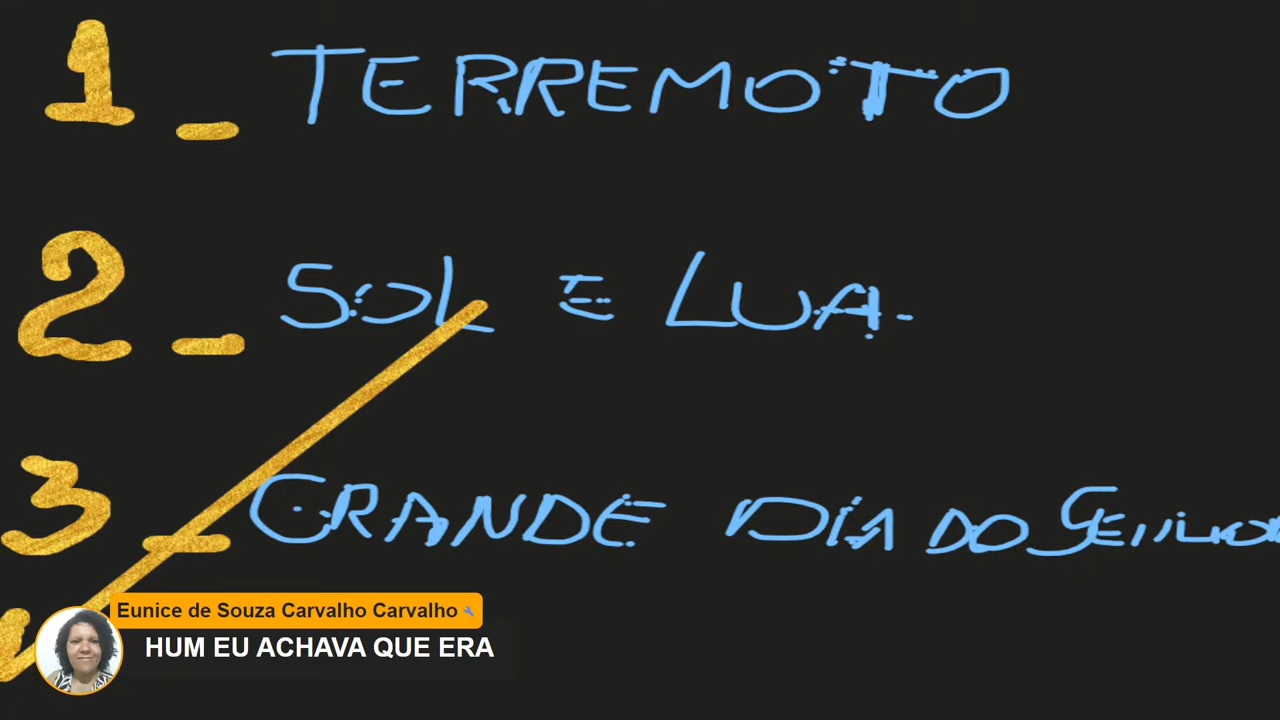 1_ TERREMOTO
2_ SOL E LUA.
3_ GRANDE DIA DO SENHOR
Eunice de Souza Carvalho Carvalho
HUM EU ACHAVA QUE ERA